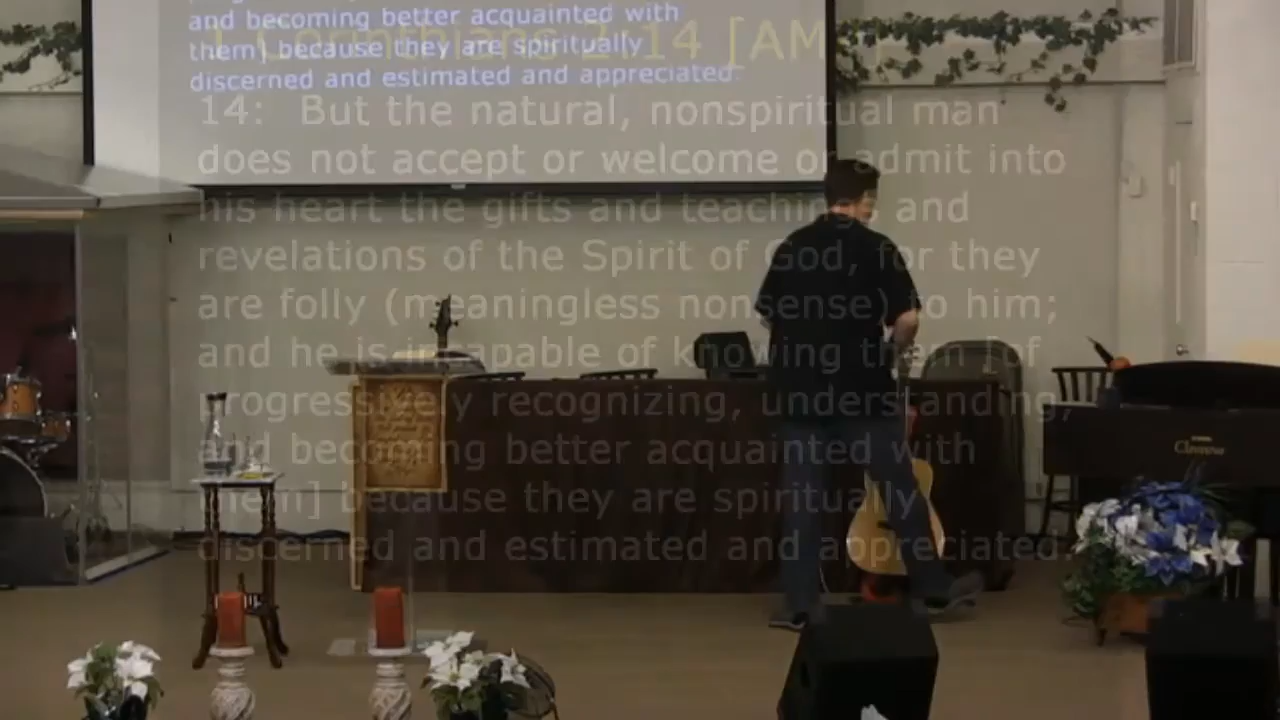 and becoming better acquainted with
them] because they are spiritually
discerned and estimated and appreciated.
1 Corinthians 2:14 [AMP]
14: But the natural, nonspiritual man
does not accept or welcome or admit into
his heart the gifts and teachings and
revelations of the Spirit of God, for they
are folly (meaningless nonsense) to him;
and he is incapable of knowing them [of
progressively recognizing, understanding,
and becoming better acquainted with
them] because they are spiritually
discerned and estimated and appreciated.